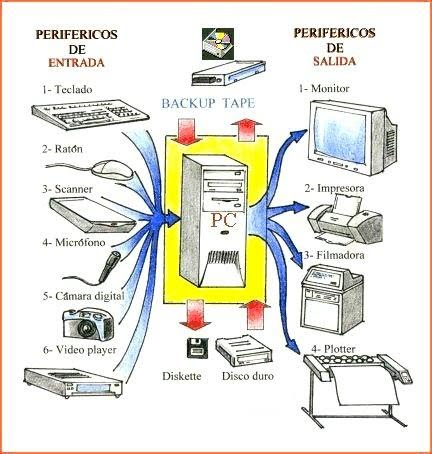 PERIFERICOS
DE
ENTRADA
1- Teclado
2- Ratón
3- Scanner
4- Micrófono
5- Cámara digital
6- Video player
BACKUP TAPE
PC
Diskette
Disco duro
PERIFERICOS
DE
SALIDA
1- Monitor
2- Impresora
3- Filmadora
4- Plotter